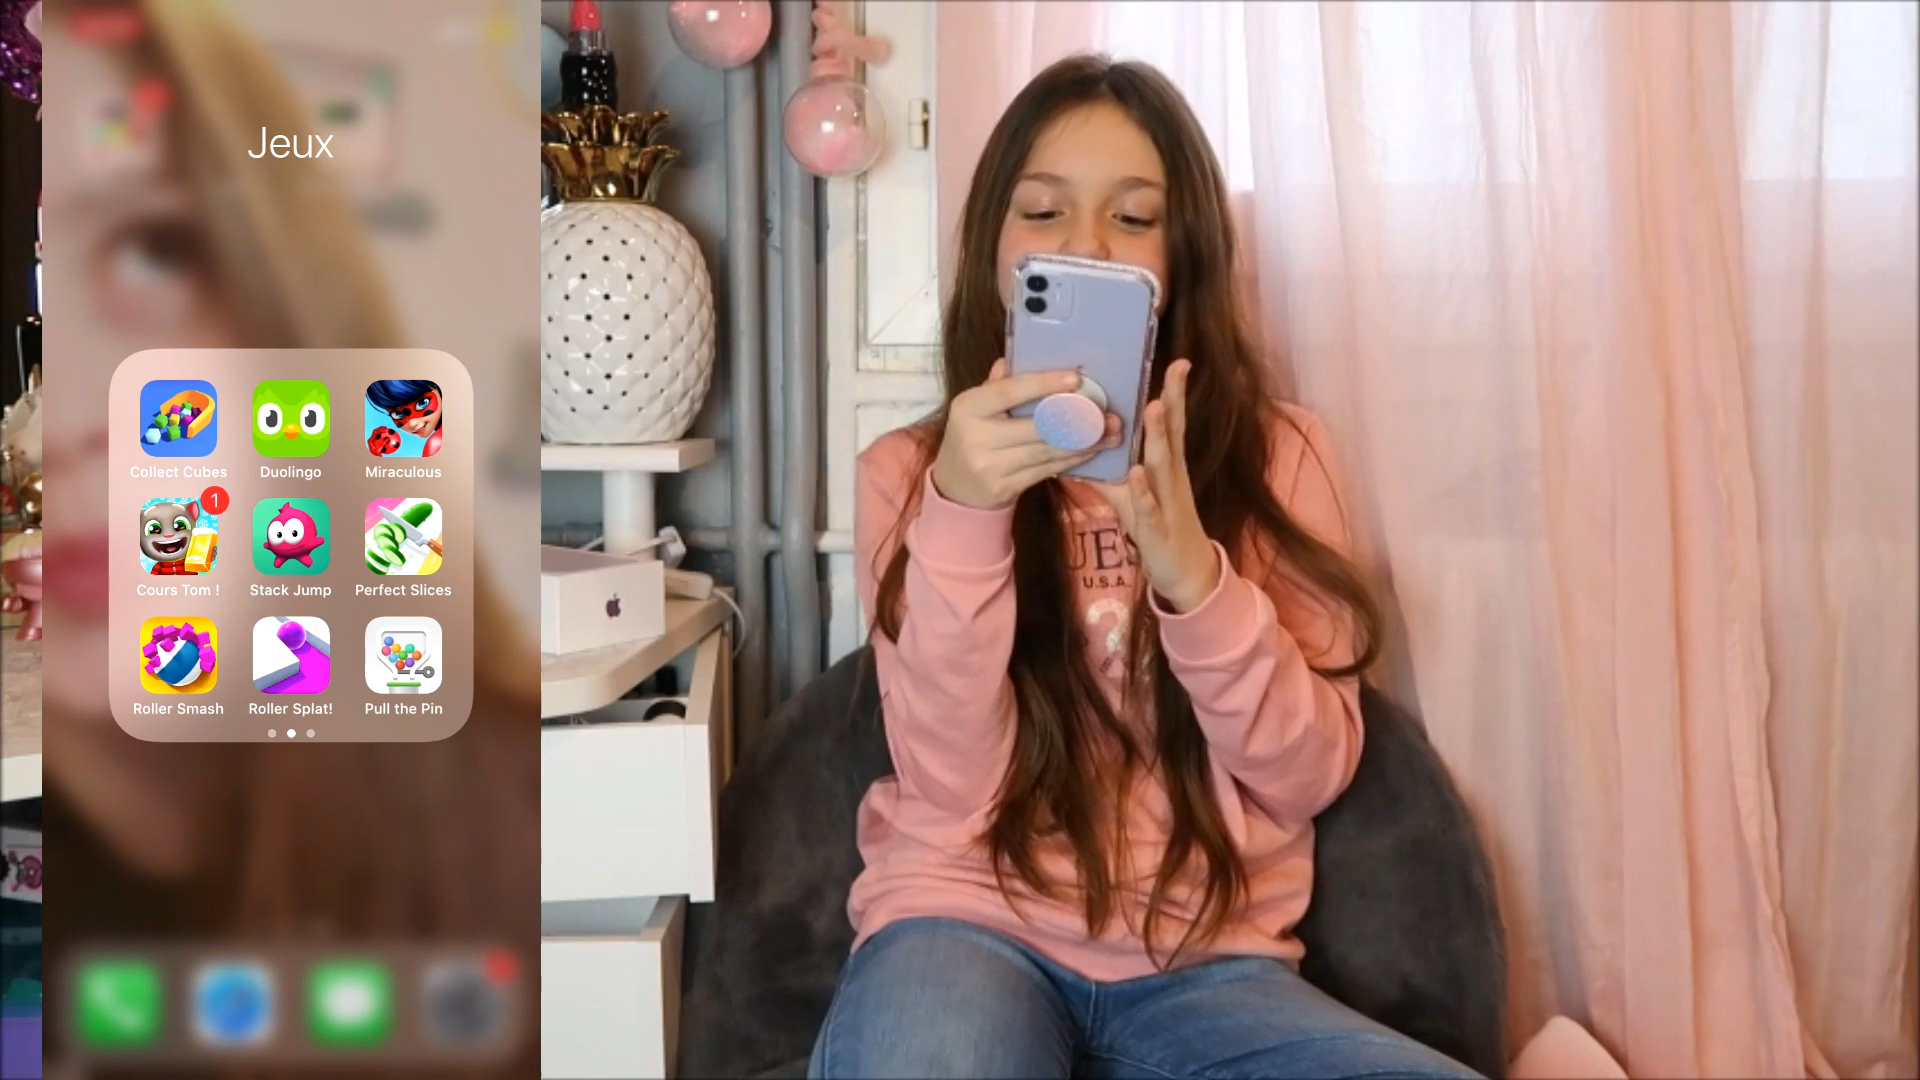 Jeux
Collect Cubes
Duolingo
Miraculous
1
Cours Tom !
Stack Jump
Perfect Slices
Roller Smash
Roller Splat!
Pull the Pin
UES
U.S.A.
?